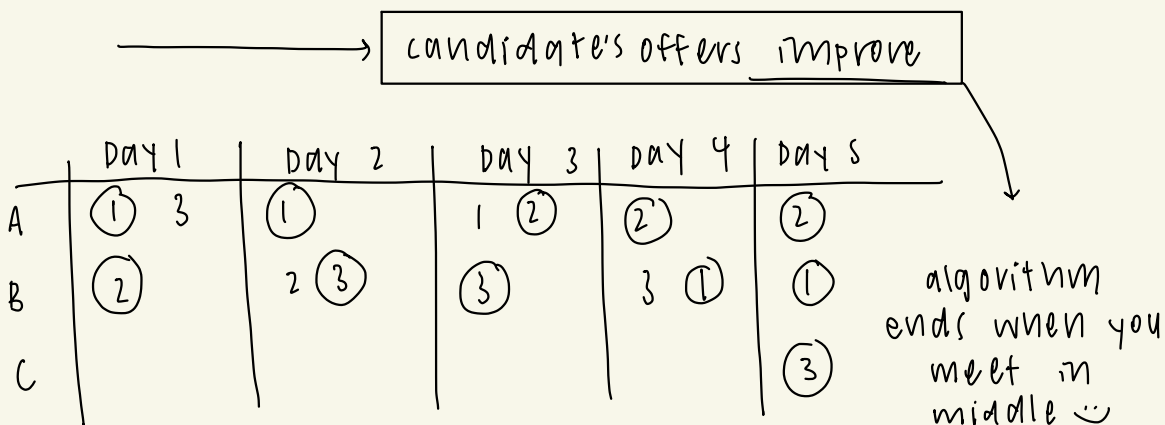 candidate's offers improve
Day 1 Day 2 Day 3 Day 4 Day 5
A 1 3 1 1 2 2 2
B 2 2 3 3 3 1 1
C 3
algorithm
ends when you
meet in
middle :)